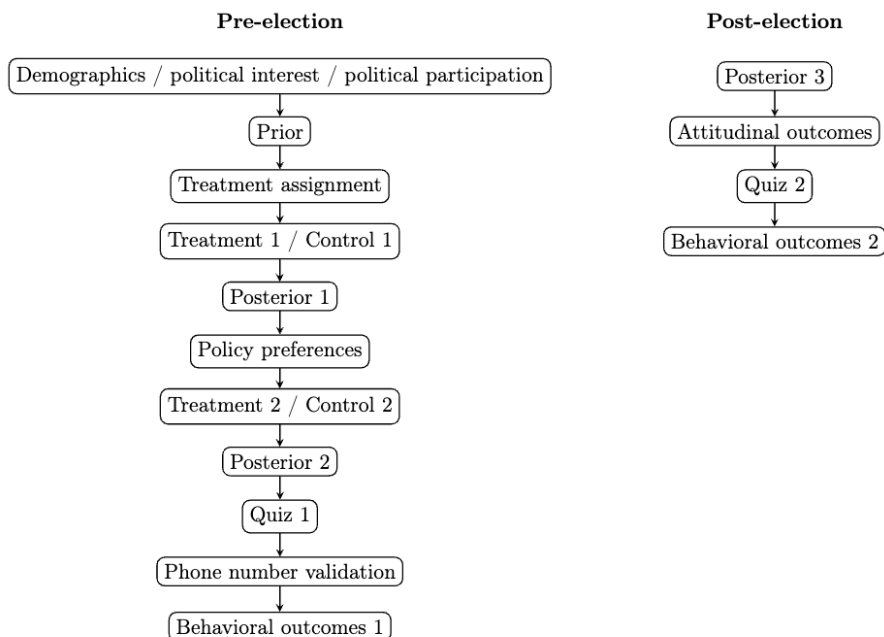 Pre-election
Demographics / political interest / political participation
Prior
Treatment assignment
Treatment 1 / Control 1
Posterior 1
Policy preferences
Treatment 2 / Control 2
Posterior 2
Quiz 1
Phone number validation
Behavioral outcomes 1
Post-election
Posterior 3
Attitudinal outcomes
Quiz 2
Behavioral outcomes 2